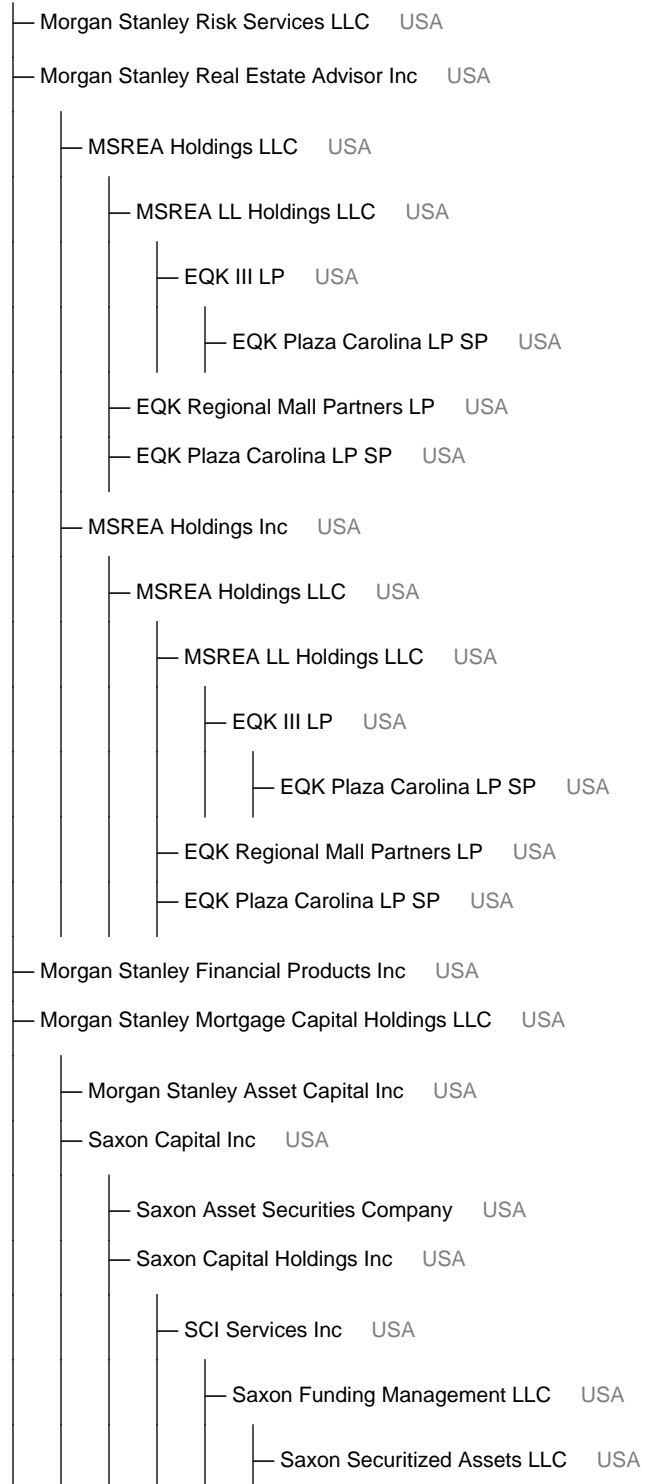 Morgan Stanley Risk Services LLC USA
Morgan Stanley Real Estate Advisor Inc USA
MSREA Holdings LLC USA
MSREA LL Holdings LLC USA
EQK III LP USA
EQK Plaza Carolina LP SP USA
EQK Regional Mall Partners LP USA
EQK Plaza Carolina LP SP USA
MSREA Holdings Inc USA
MSREA Holdings LLC USA
MSREA LL Holdings LLC USA
EQK III LP USA
EQK Plaza Carolina LP SP USA
EQK Regional Mall Partners LP USA
EQK Plaza Carolina LP SP USA
Morgan Stanley Financial Products Inc USA
Morgan Stanley Mortgage Capital Holdings LLC USA
Morgan Stanley Asset Capital Inc USA
Saxon Capital Inc USA
Saxon Asset Securities Company USA
Saxon Capital Holdings Inc USA
SCI Services Inc USA
Saxon Funding Management LLC USA
Saxon Securitized Assets LLC USA